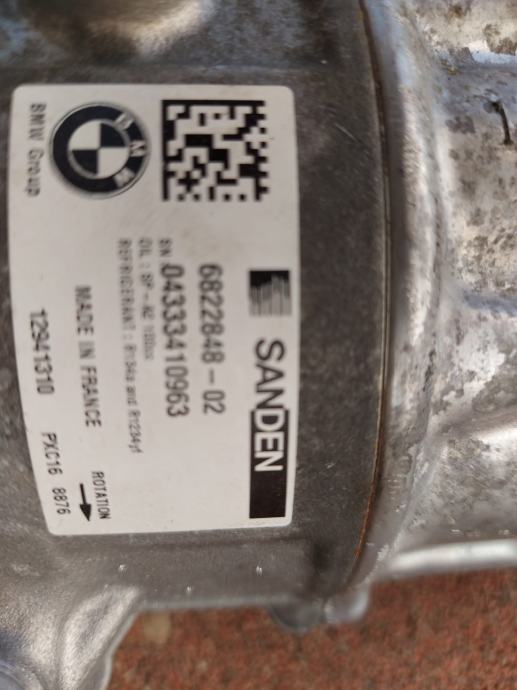 SANDEN
6822848-02
SN:04333410963
OIL : SP-A2 100cc
REFRIGERANT : R134a and R1234yf
MADE IN FRANCE
ROTATION
12941310 PXC16 8876
BMW Group
BMW